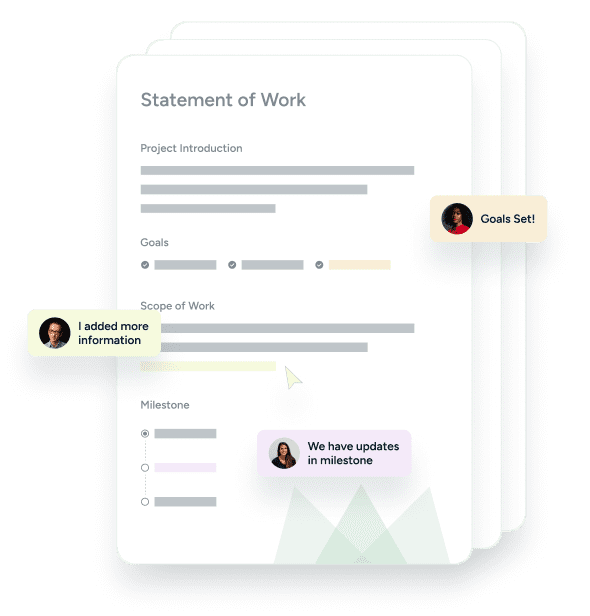 Statement of Work
Project Introduction
Goals Set!
Goals
Scope of Work
I added more
information
Milestone
We have updates
in milestone